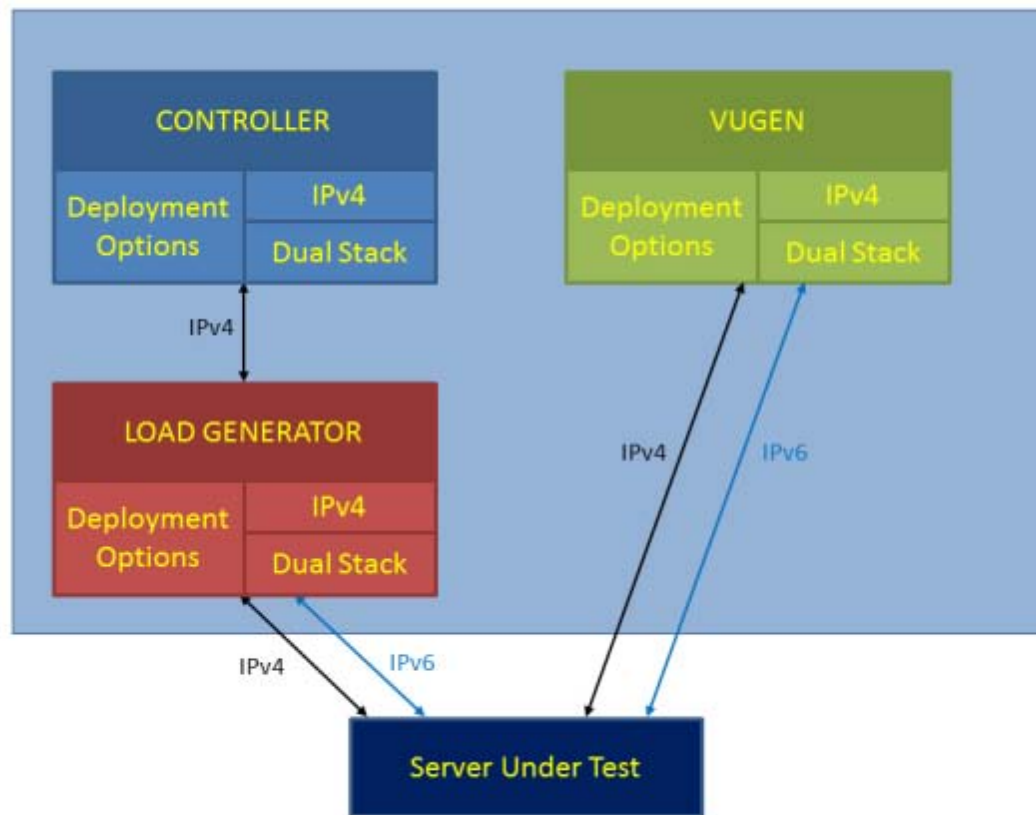 CONTROLLER
Deployment
Options
IPv4
Dual Stack
VUGEN
Deployment
Options
IPv4
Dual Stack
IPv4
LOAD GENERATOR
Deployment
Options
IPv4
Dual Stack
IPv4
IPv6
IPv4
IPv6
Server Under Test